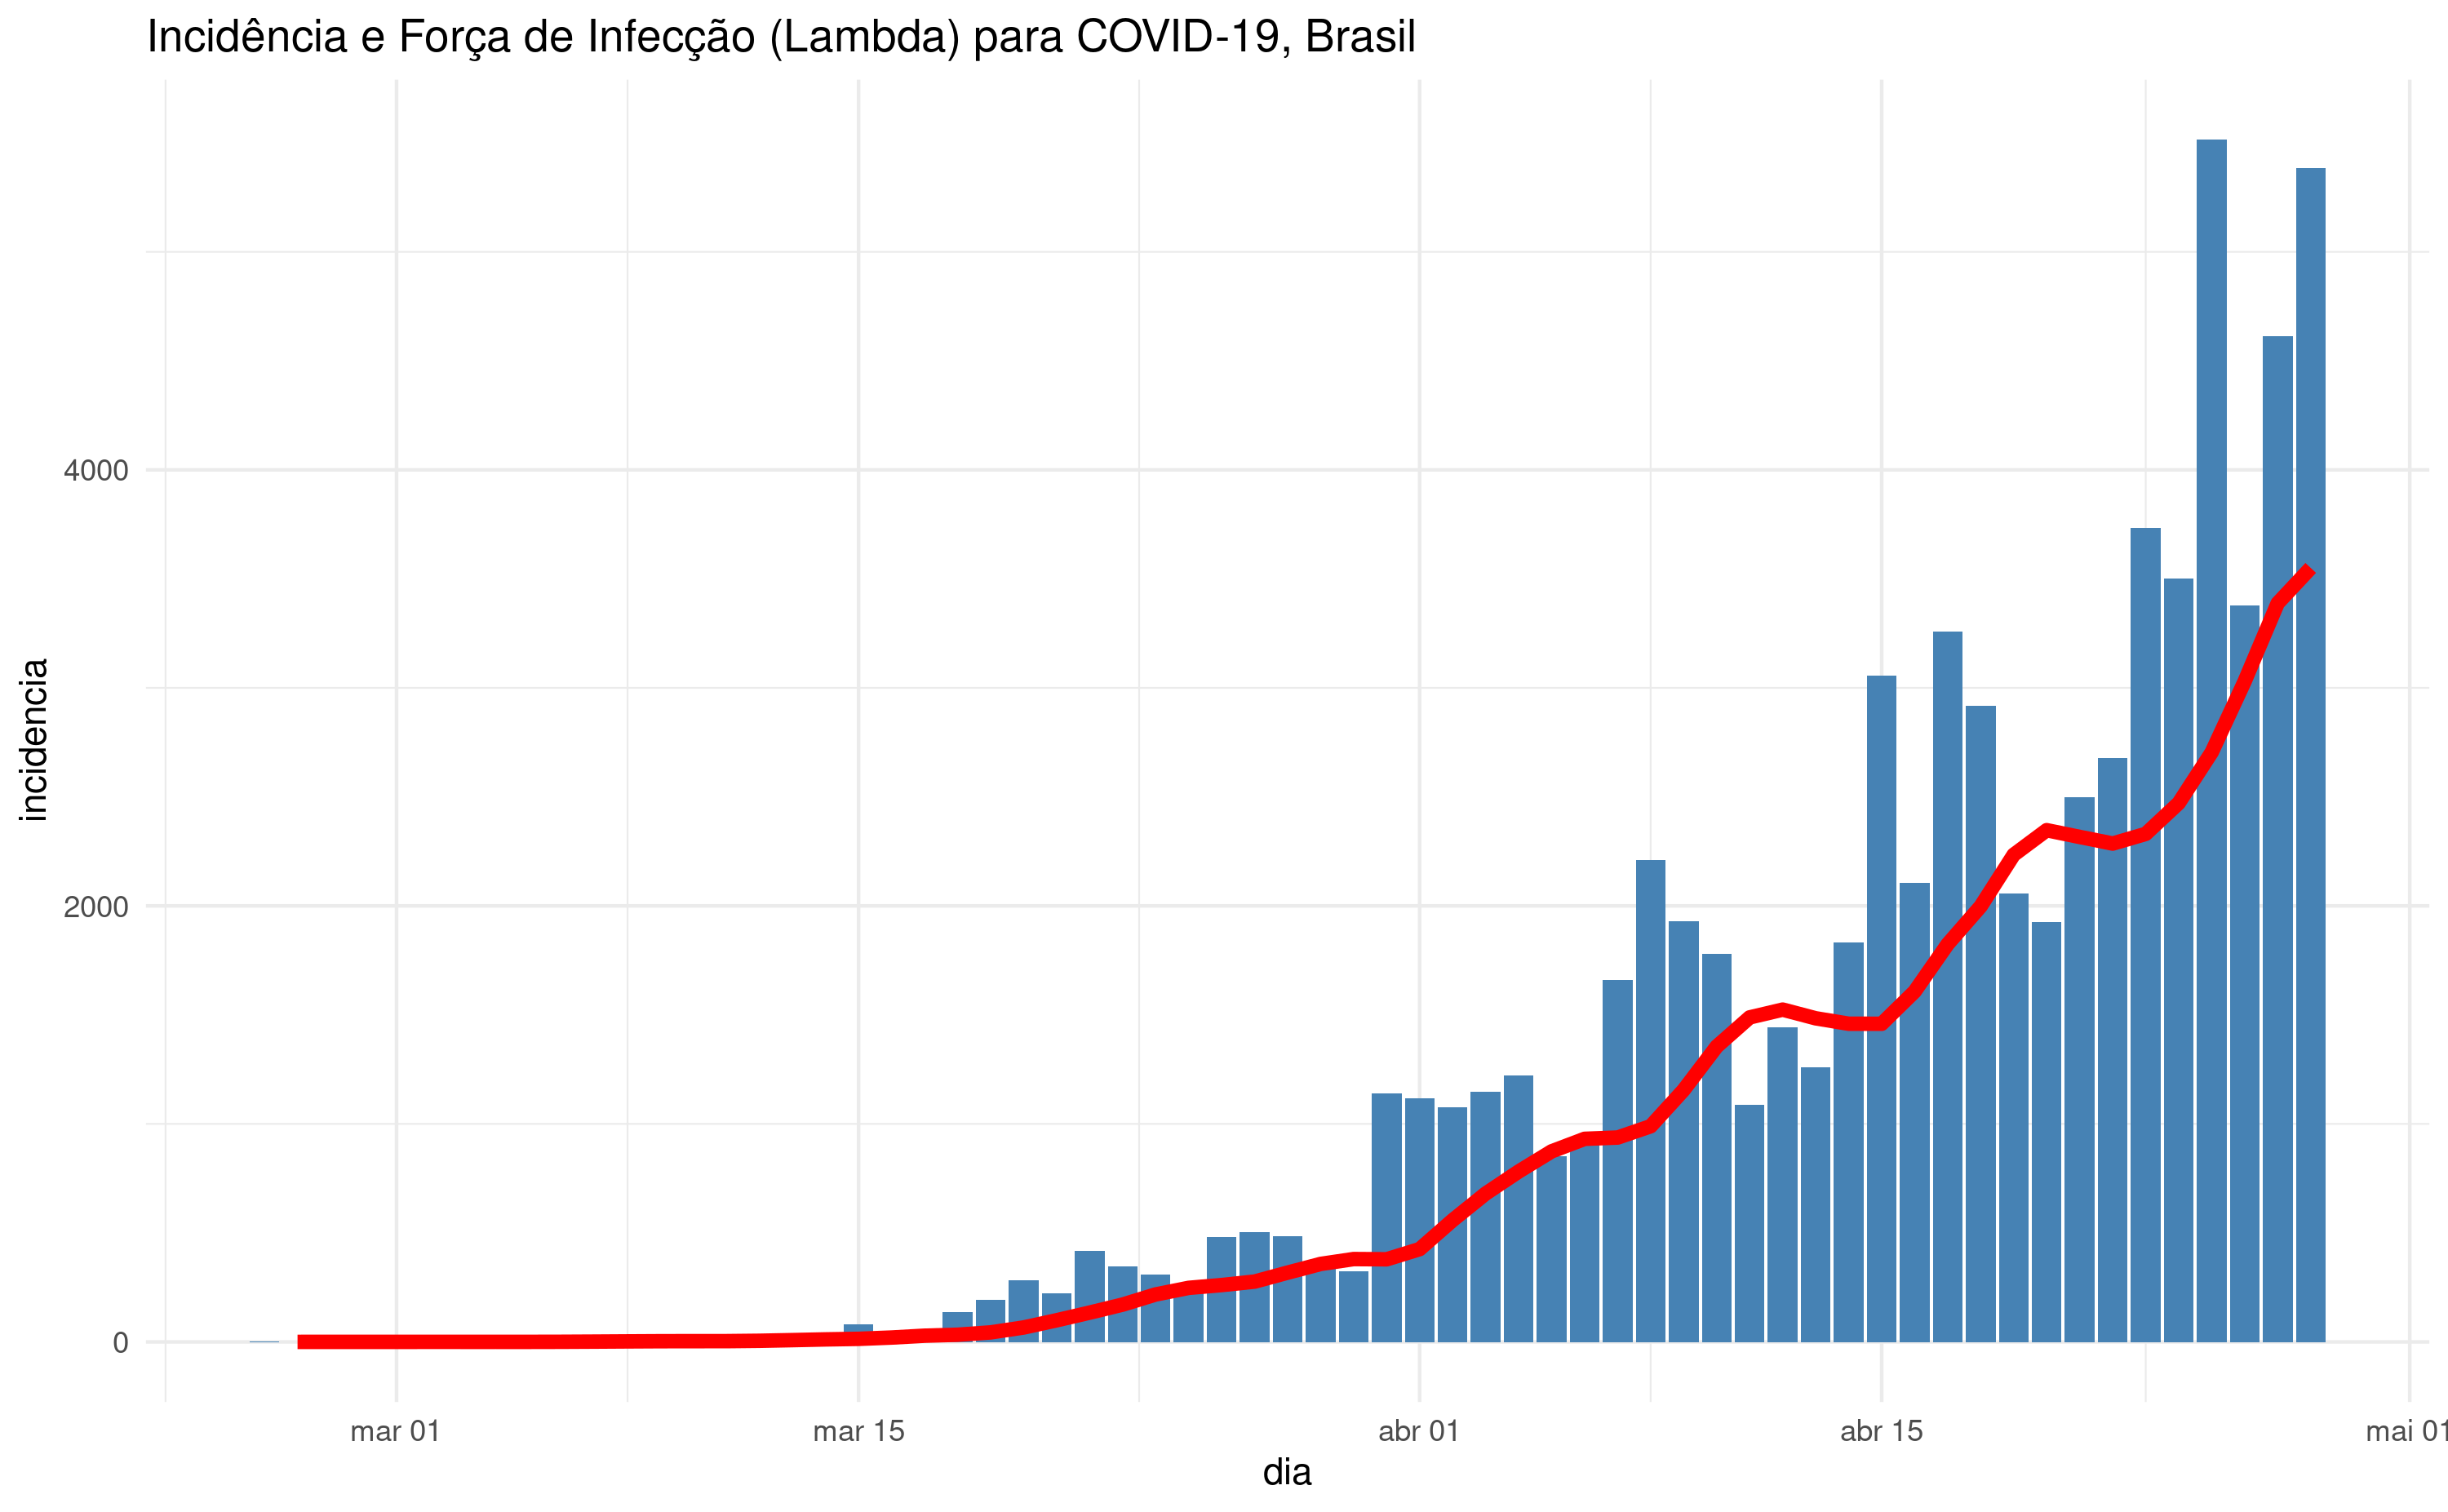 Incidência e Força de Infecção (Lambda) para COVID-19, Brasil
incidencia
4000
2000
0
mar 01
mar 15
abr 01
abr 15
mai 01
dia